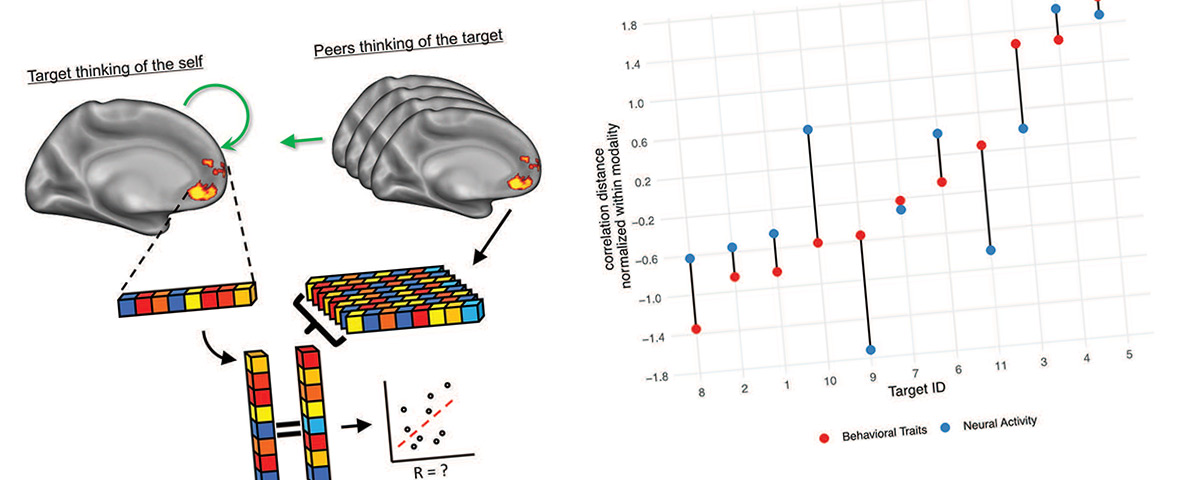 Target thinking of the self
Peers thinking of the target
R = ?
correlation distance
normalized within modality
1.8
1.4
1.0
0.6
0.2
−0.2
−0.6
−1.0
−1.4
−1.8
8 2 1 10 9 7 6 11 3 4 5
Target ID
Behavioral Traits Neural Activity